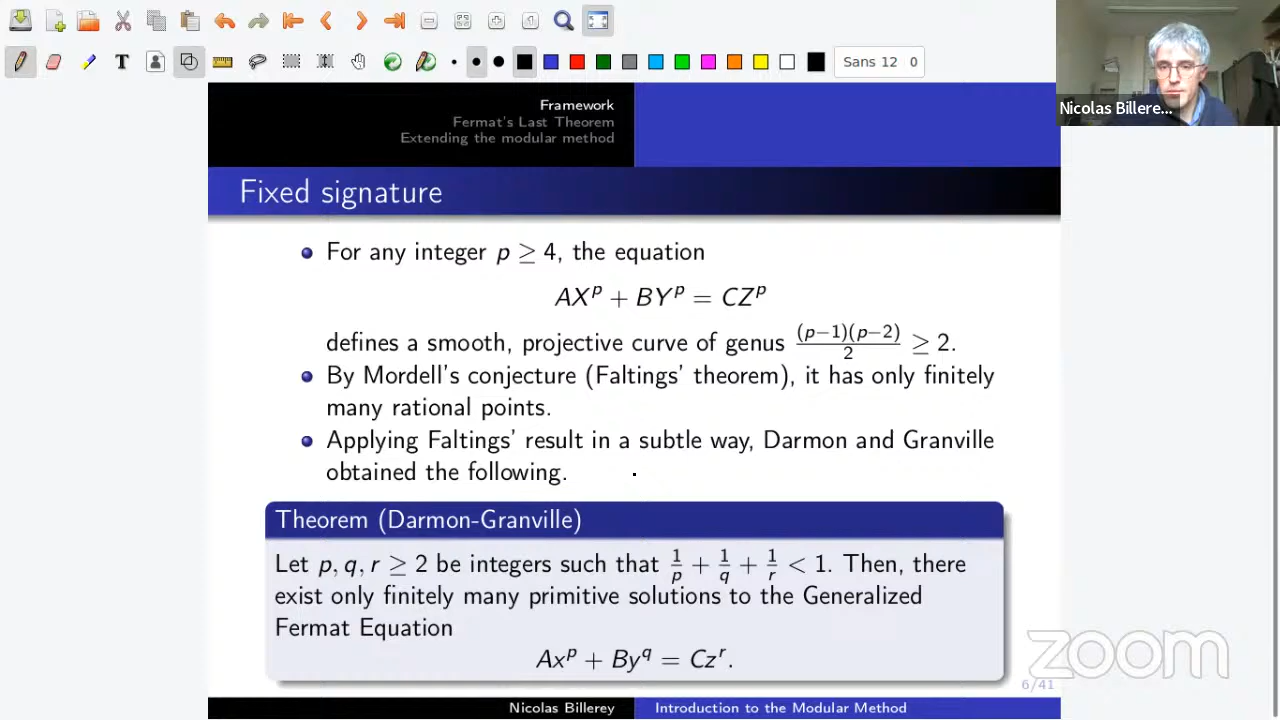 Sans 12 0
Nicolas Billere...
Framework
Fermat's Last Theorem
Extending the modular method
Fixed signature
For any integer p ≥ 4, the equation
AX^p + BY^p = CZ^p
defines a smooth, projective curve of genus (p−1)(p−2)/2 ≥ 2.
By Mordell's conjecture (Faltings' theorem), it has only finitely
many rational points.
Applying Faltings' result in a subtle way, Darmon and Granville
obtained the following.
Theorem (Darmon-Granville)
Let p, q, r ≥ 2 be integers such that 1/p + 1/q + 1/r < 1. Then, there
exist only finitely many primitive solutions to the Generalized
Fermat Equation
Ax^p + By^q = Cz^r.
zoom
6/41
Nicolas Billerey
Introduction to the Modular Method